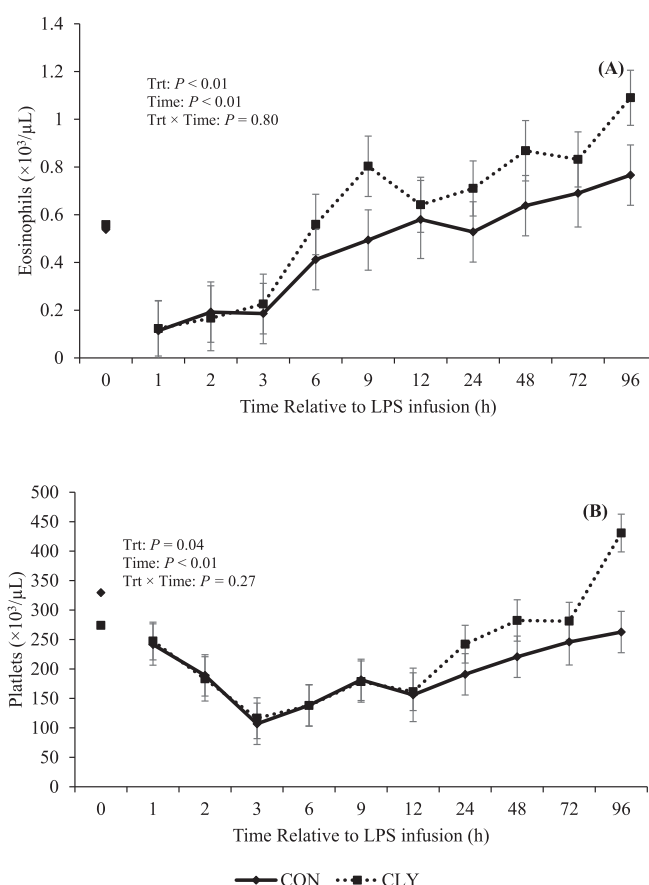 1.4
(A)
Trt: P < 0.01
Time: P < 0.01
Trt × Time: P = 0.80
1.2
1
0.8
0.6
0.4
0.2
0
Eosinophils (×10³/µL)
0 1 2 3 6 9 12 24 48 72 96
Time Relative to LPS infusion (h)
500
(B)
450
Trt: P = 0.04
Time: P < 0.01
Trt × Time: P = 0.27
400
350
300
250
200
150
100
50
0
Platlets (×10³/µL)
0 1 2 3 6 9 12 24 48 72 96
Time Relative to LPS infusion (h)
CON CLY